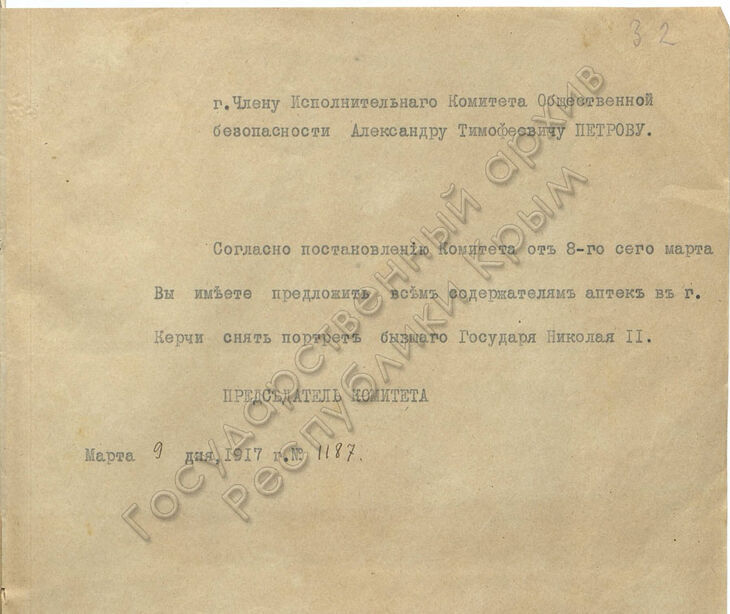 32
г.Члену Исполнительнаго Комитета Общественной
безопасности Александру Тимофеевичу ПЕТРОВУ.
Согласно постановленію Комитета отъ 8-го сего марта
Вы имѣете предложить всѣмъ содержателямъ аптекъ въ г.
Керчи снять портретъ бывшаго Государя Николая II.
ПРЕДСѢДАТЕЛЬ КОМИТЕТА
Марта 9 дня,1917 г.№ 1187.
Государственный архив
Республики Крым